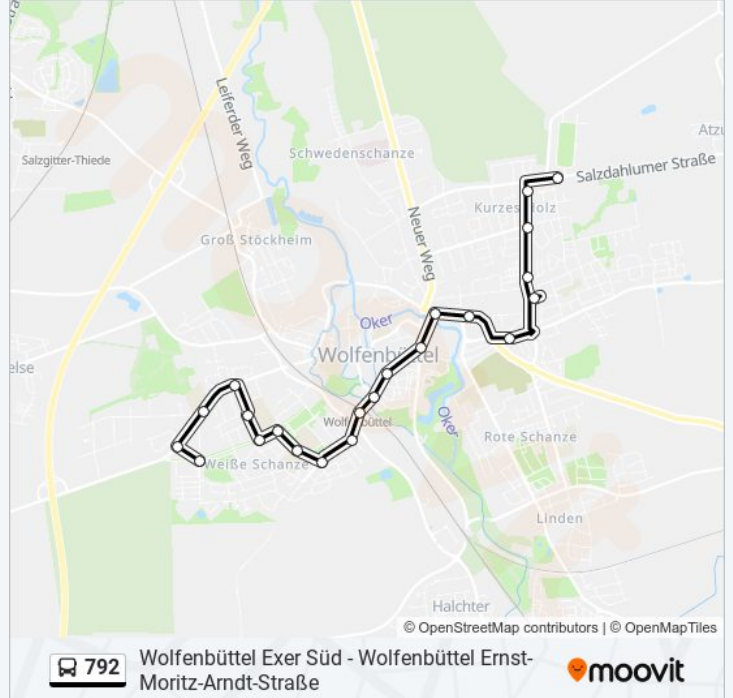 Leiferder Weg
Salzgitter-Thiede
Schwedenschanze
Atzu
Salzdahlumer Straße
Kurzes Holz
Neuer Weg
Groß Stöckheim
Oker
Wolfenbüttel
else
Wolfenbüttel
Oker
Rote Schanze
Weiße Schanze
Linden
Halchter
© OpenStreetMap contributors | © OpenMapTiles
792
Wolfenbüttel Exer Süd - Wolfenbüttel Ernst-
Moritz-Arndt-Straße
moovit